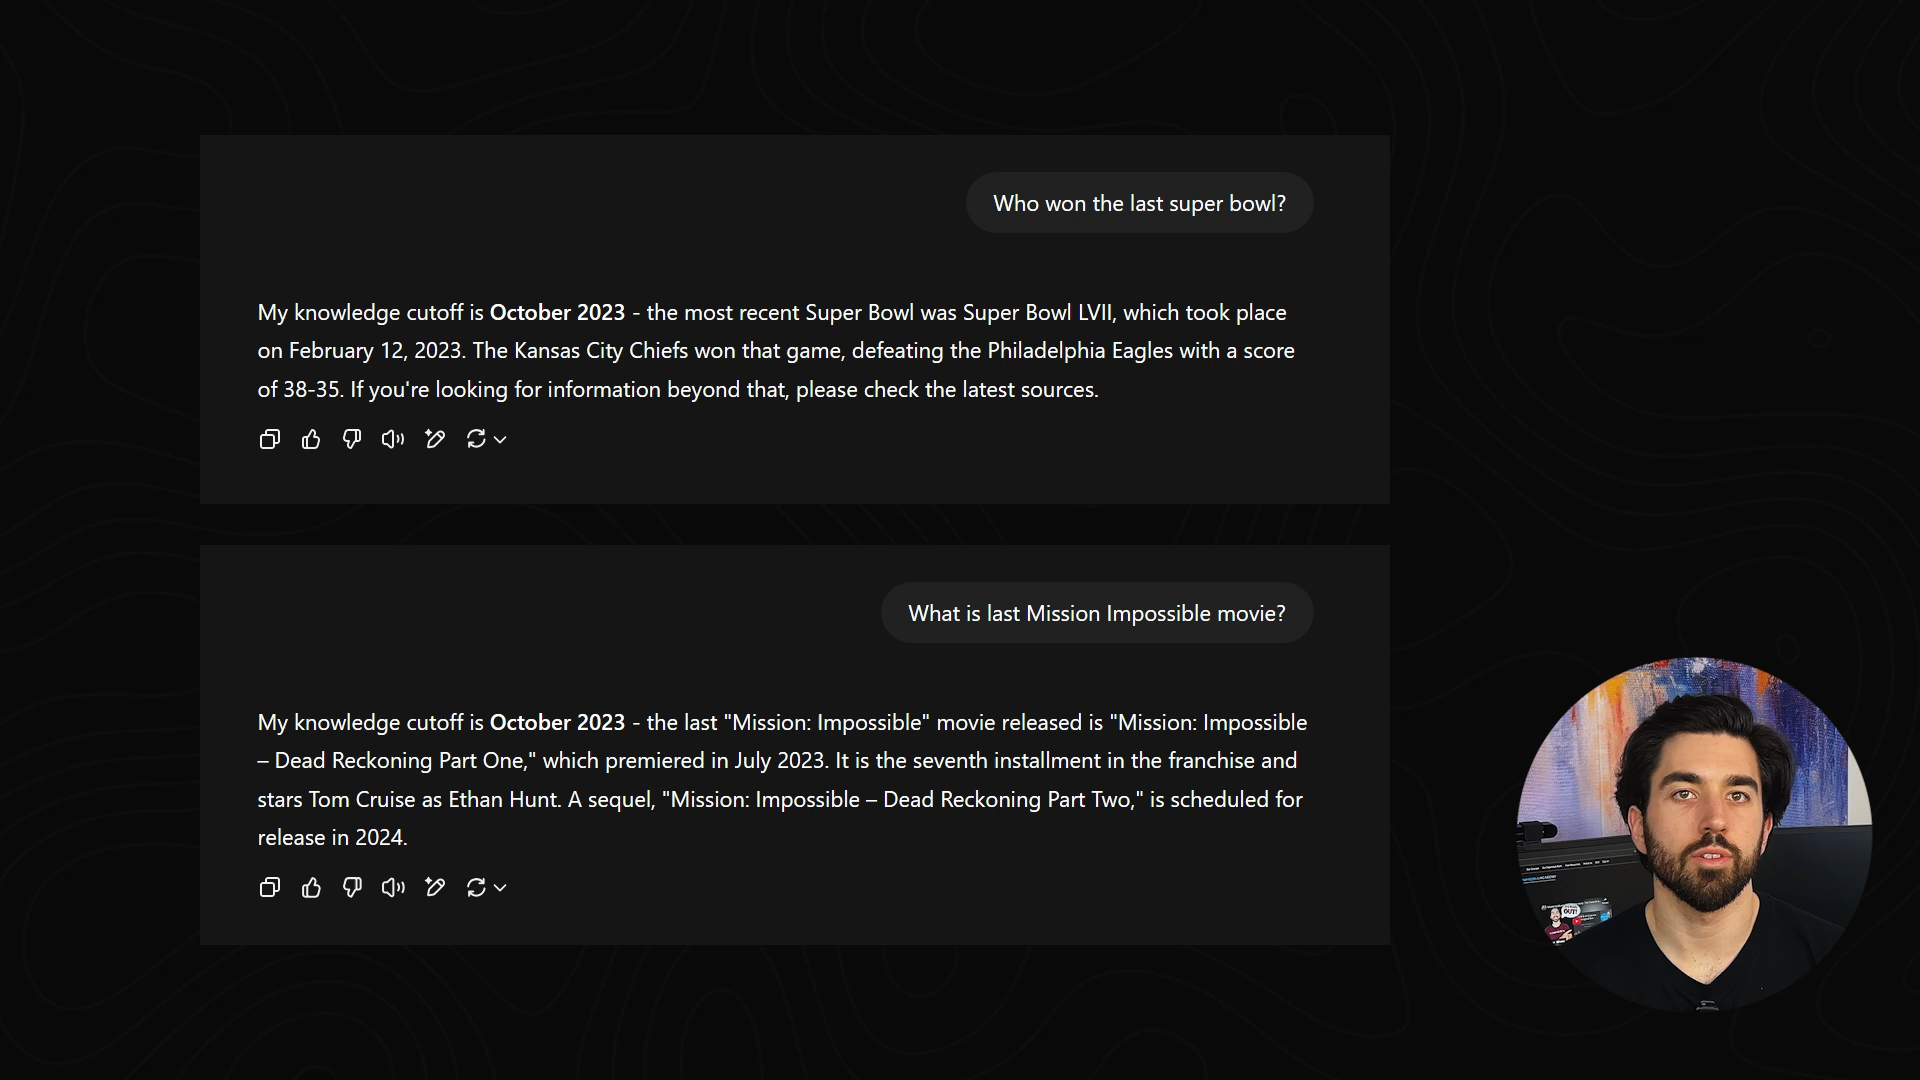 Who won the last super bowl?
My knowledge cutoff is October 2023 - the most recent Super Bowl was Super Bowl LVII, which took place
on February 12, 2023. The Kansas City Chiefs won that game, defeating the Philadelphia Eagles with a score
of 38-35. If you're looking for information beyond that, please check the latest sources.
What is last Mission Impossible movie?
My knowledge cutoff is October 2023 - the last "Mission: Impossible" movie released is "Mission: Impossible
– Dead Reckoning Part One," which premiered in July 2023. It is the seventh installment in the franchise and
stars Tom Cruise as Ethan Hunt. A sequel, "Mission: Impossible – Dead Reckoning Part Two," is scheduled for
release in 2024.
OUT!